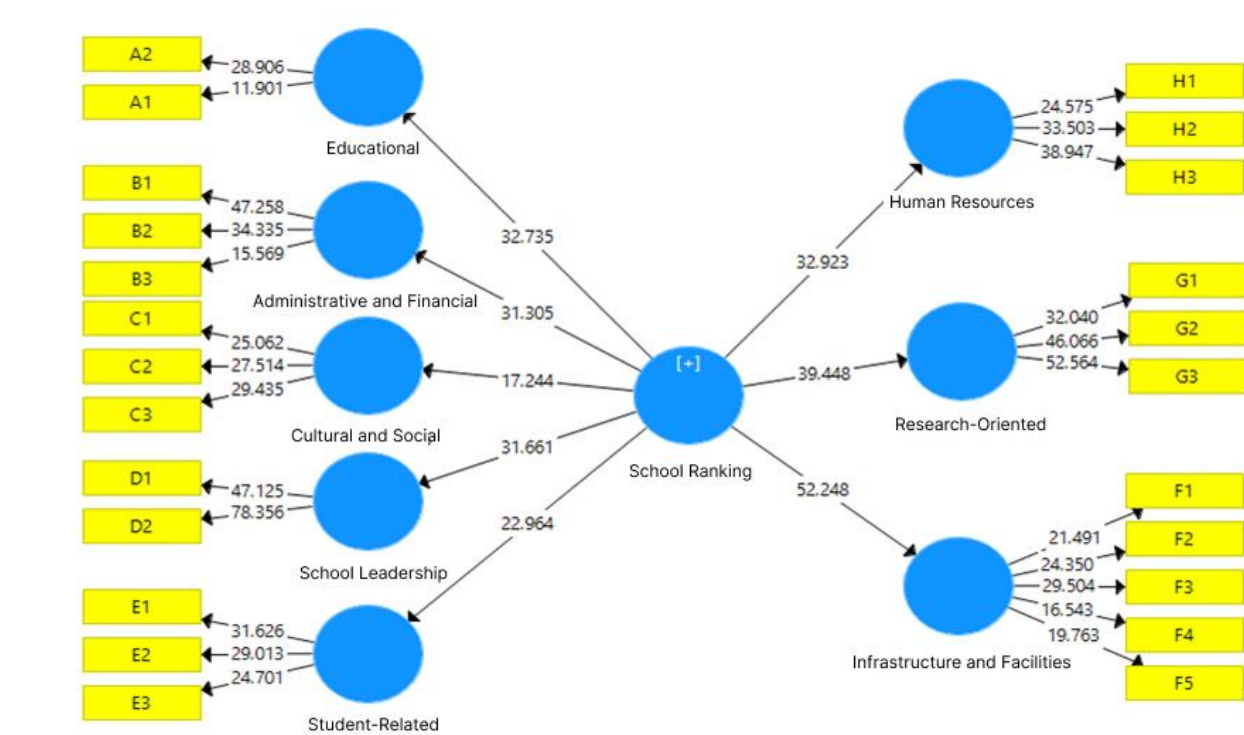 A2
28.906
11.901
A1
Educational
B1
47.258
B2
34.335
15.569
B3
Administrative and Financial
C1
25.062
C2
27.514
29.435
C3
Cultural and Social
D1
47.125
78.356
D2
School Leadership
E1
31.626
E2
29.013
24.701
E3
Student-Related
32.735
31.305
17.244
31.661
22.964
[+]
School Ranking
32.923
39.448
52.248
H1
24.575
33.503
H2
38.947
H3
Human Resources
G1
32.040
46.066
G2
52.564
G3
Research-Oriented
F1
21.491
F2
24.350
29.504
F3
16.543
F4
19.763
F5
Infrastructure and Facilities